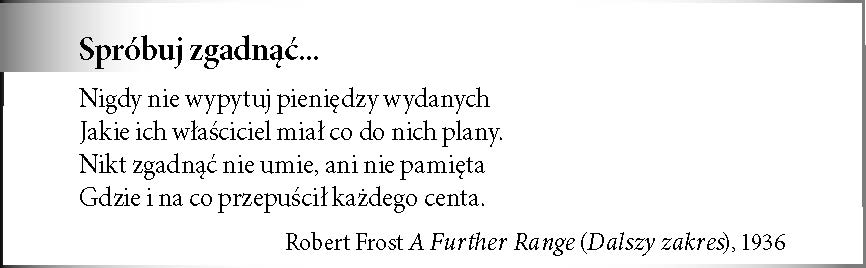 Spróbuj zgadnąć...
Nigdy nie wypytuj pieniędzy wydanych
Jakie ich właściciel miał co do nich plany.
Nikt zgadnąć nie umie, ani nie pamięta
Gdzie i na co przepuścił każdego centa.
Robert Frost A Further Range (Dalszy zakres), 1936